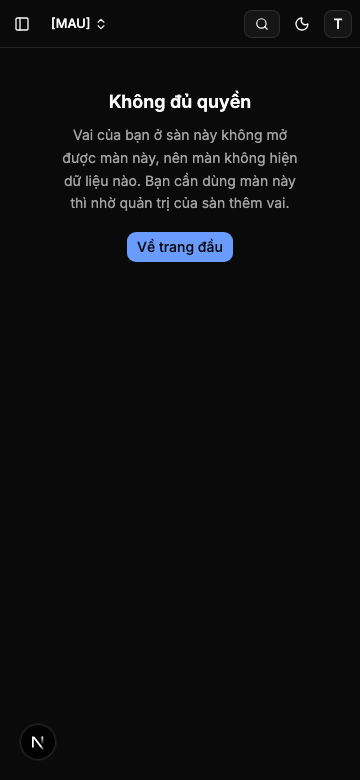 [MAU]
T
Không đủ quyền
Vai của bạn ở sàn này không mở
được màn này, nên màn không hiện
dữ liệu nào. Bạn cần dùng màn này
thì nhờ quản trị của sàn thêm vai.
Về trang đầu
N